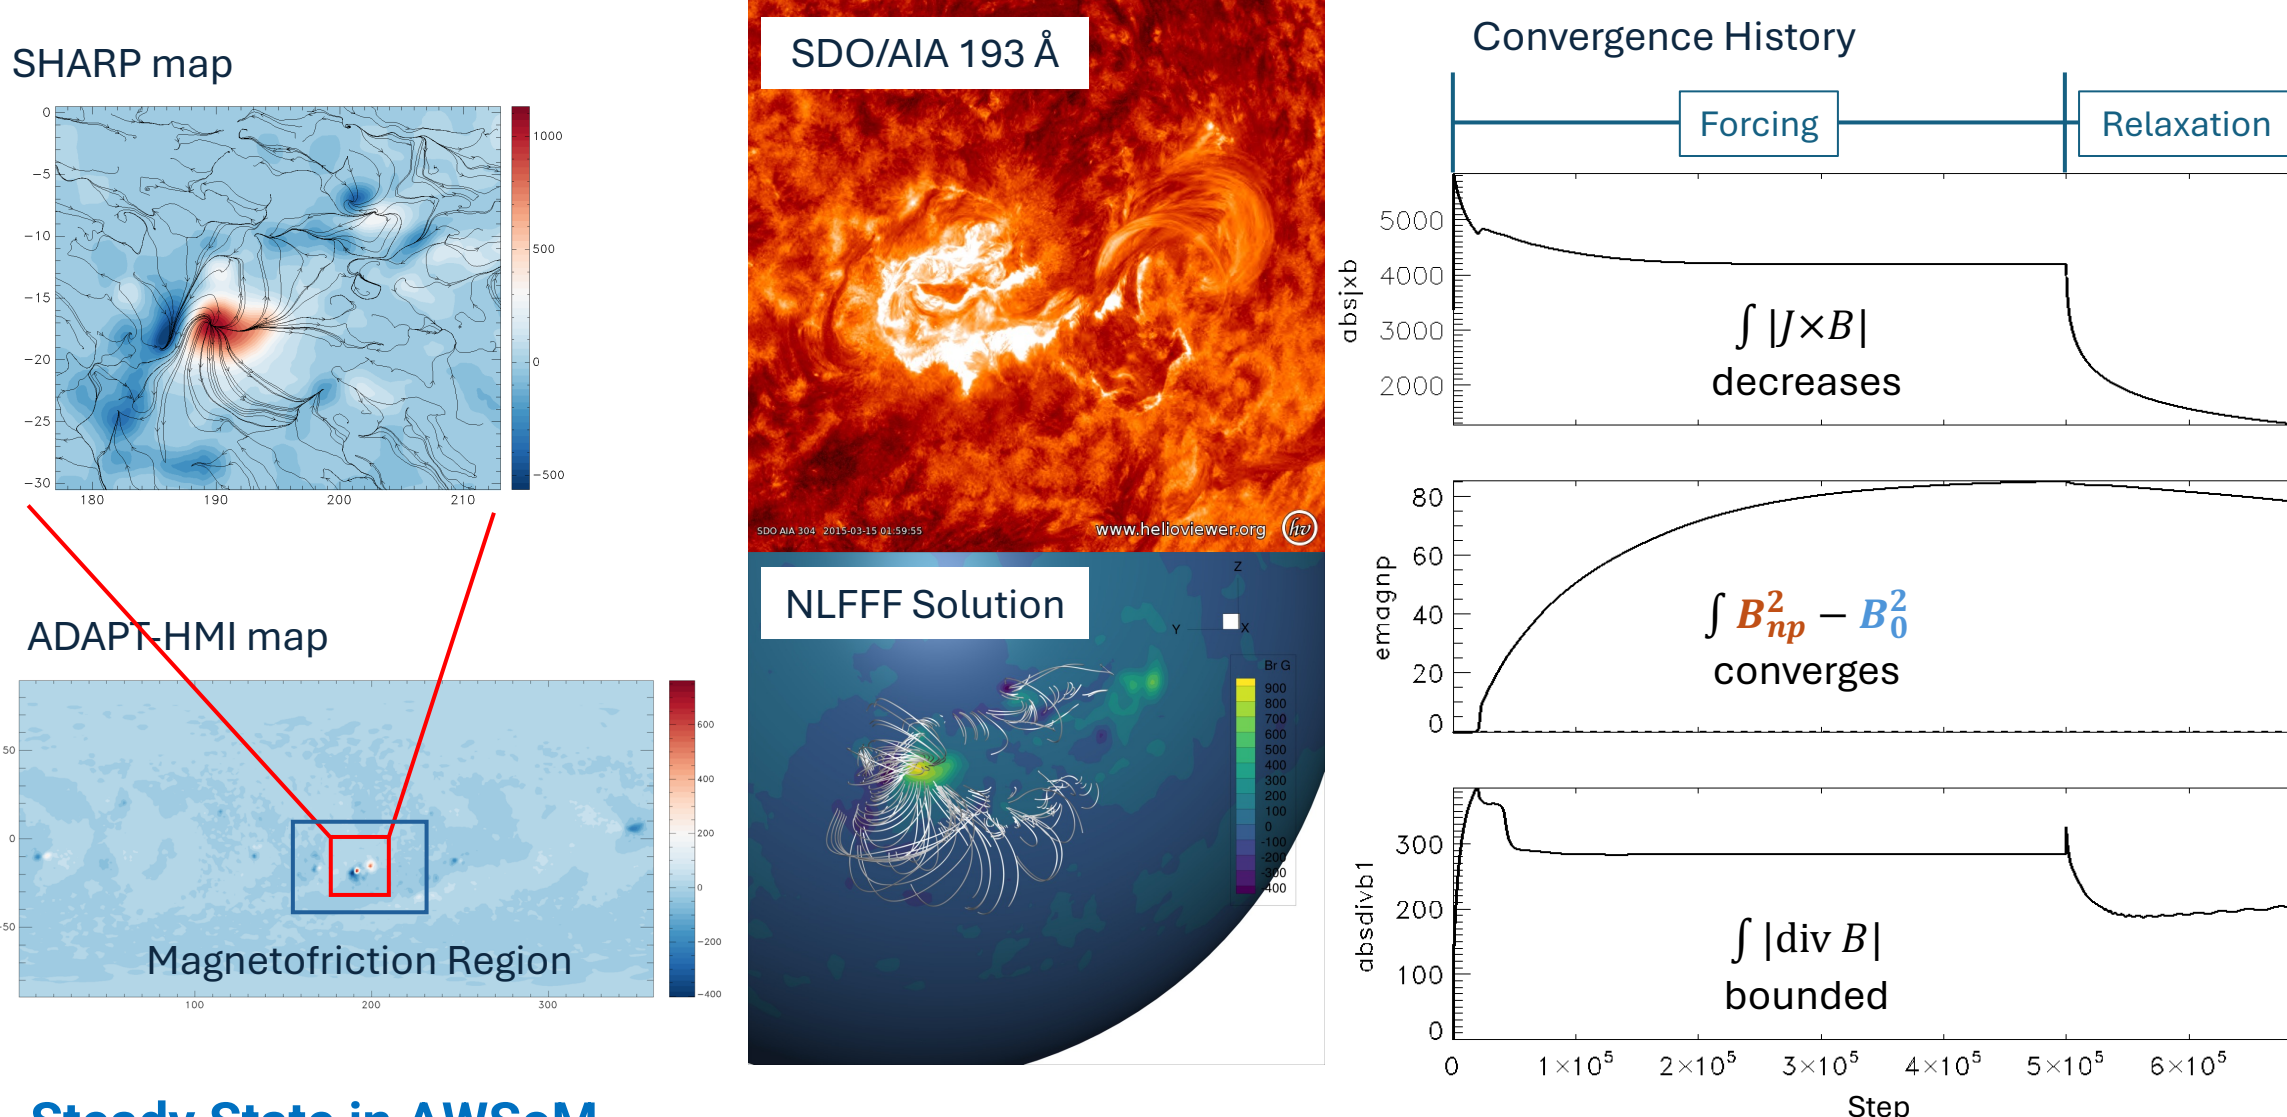 SHARP map
0
−5
−10
−15
−20
−25
−30
180
190
200
210
1000
500
0
−500
ADAPT-HMI map
50
0
−50
100
200
300
600
400
200
0
−200
−400
Magnetofriction Region
SDO/AIA 193 Å
SDO AIA 304 2015-03-15 01:59:55
www.helioviewer.org
hv
NLFFF Solution
Z
Y
X
Br G
900
800
700
600
500
400
300
200
100
0
-100
-200
-300
-400
Convergence History
Forcing
Relaxation
absjxb
5000
4000
3000
2000
∫ |J×B|
decreases
emagnp
80
60
40
20
0
∫ B²ₙₚ − B²₀
converges
absdivb1
300
200
100
0
∫ |div B|
bounded
0
1×10⁵
2×10⁵
3×10⁵
4×10⁵
5×10⁵
6×10⁵
Step
Steady State in AWSoM